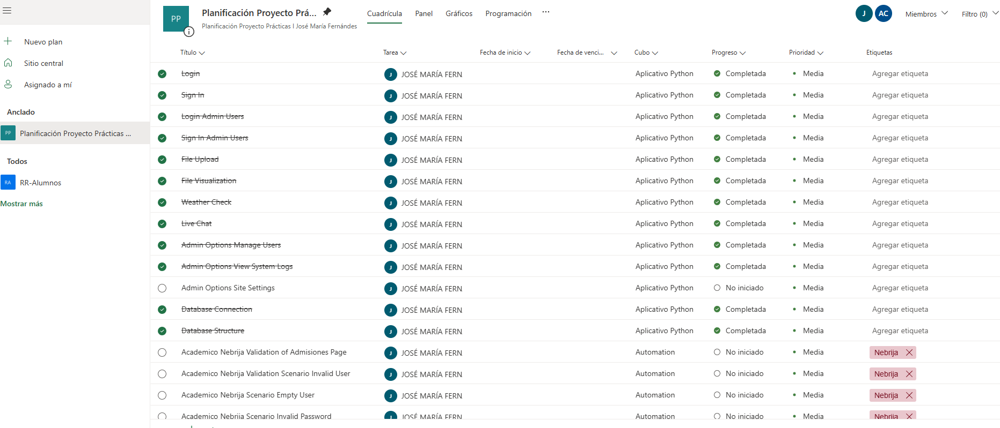 PP
Planificación Proyecto Prá...
Planificación Proyecto Prácticas | José María Fernándes
Cuadrícula Panel Gráficos Programación ...
J AC Miembros Filtro (0)
Nuevo plan
Sitio central
Asignado a mí
Anclado
PP Planificación Proyecto Prácticas ...
Todos
RA RR-Alumnos
Mostrar más
Título Tarea Fecha de inicio Fecha de venci... Cubo Progreso Prioridad Etiquetas
Login J JOSÉ MARÍA FERN Aplicativo Python Completada Media Agregar etiqueta
Sign In J JOSÉ MARÍA FERN Aplicativo Python Completada Media Agregar etiqueta
Login Admin Users J JOSÉ MARÍA FERN Aplicativo Python Completada Media Agregar etiqueta
Sign In Admin Users J JOSÉ MARÍA FERN Aplicativo Python Completada Media Agregar etiqueta
File Upload J JOSÉ MARÍA FERN Aplicativo Python Completada Media Agregar etiqueta
File Visualization J JOSÉ MARÍA FERN Aplicativo Python Completada Media Agregar etiqueta
Weather Check J JOSÉ MARÍA FERN Aplicativo Python Completada Media Agregar etiqueta
Live Chat J JOSÉ MARÍA FERN Aplicativo Python Completada Media Agregar etiqueta
Admin Options Manage Users J JOSÉ MARÍA FERN Aplicativo Python Completada Media Agregar etiqueta
Admin Options View System Logs J JOSÉ MARÍA FERN Aplicativo Python Completada Media Agregar etiqueta
Admin Options Site Settings J JOSÉ MARÍA FERN Aplicativo Python No iniciado Media Agregar etiqueta
Database Connection J JOSÉ MARÍA FERN Aplicativo Python Completada Media Agregar etiqueta
Database Structure J JOSÉ MARÍA FERN Aplicativo Python Completada Media Agregar etiqueta
Academico Nebrija Validation of Admisiones Page J JOSÉ MARÍA FERN Automation No iniciado Media Nebrija
Academico Nebrija Validation Scenario Invalid User J JOSÉ MARÍA FERN Automation No iniciado Media Nebrija
Academico Nebrija Scenario Empty User J JOSÉ MARÍA FERN Automation No iniciado Media Nebrija
Academico Nebrija Scenario Invalid Password J JOSÉ MARÍA FERN Automation No iniciado Media Nebrija